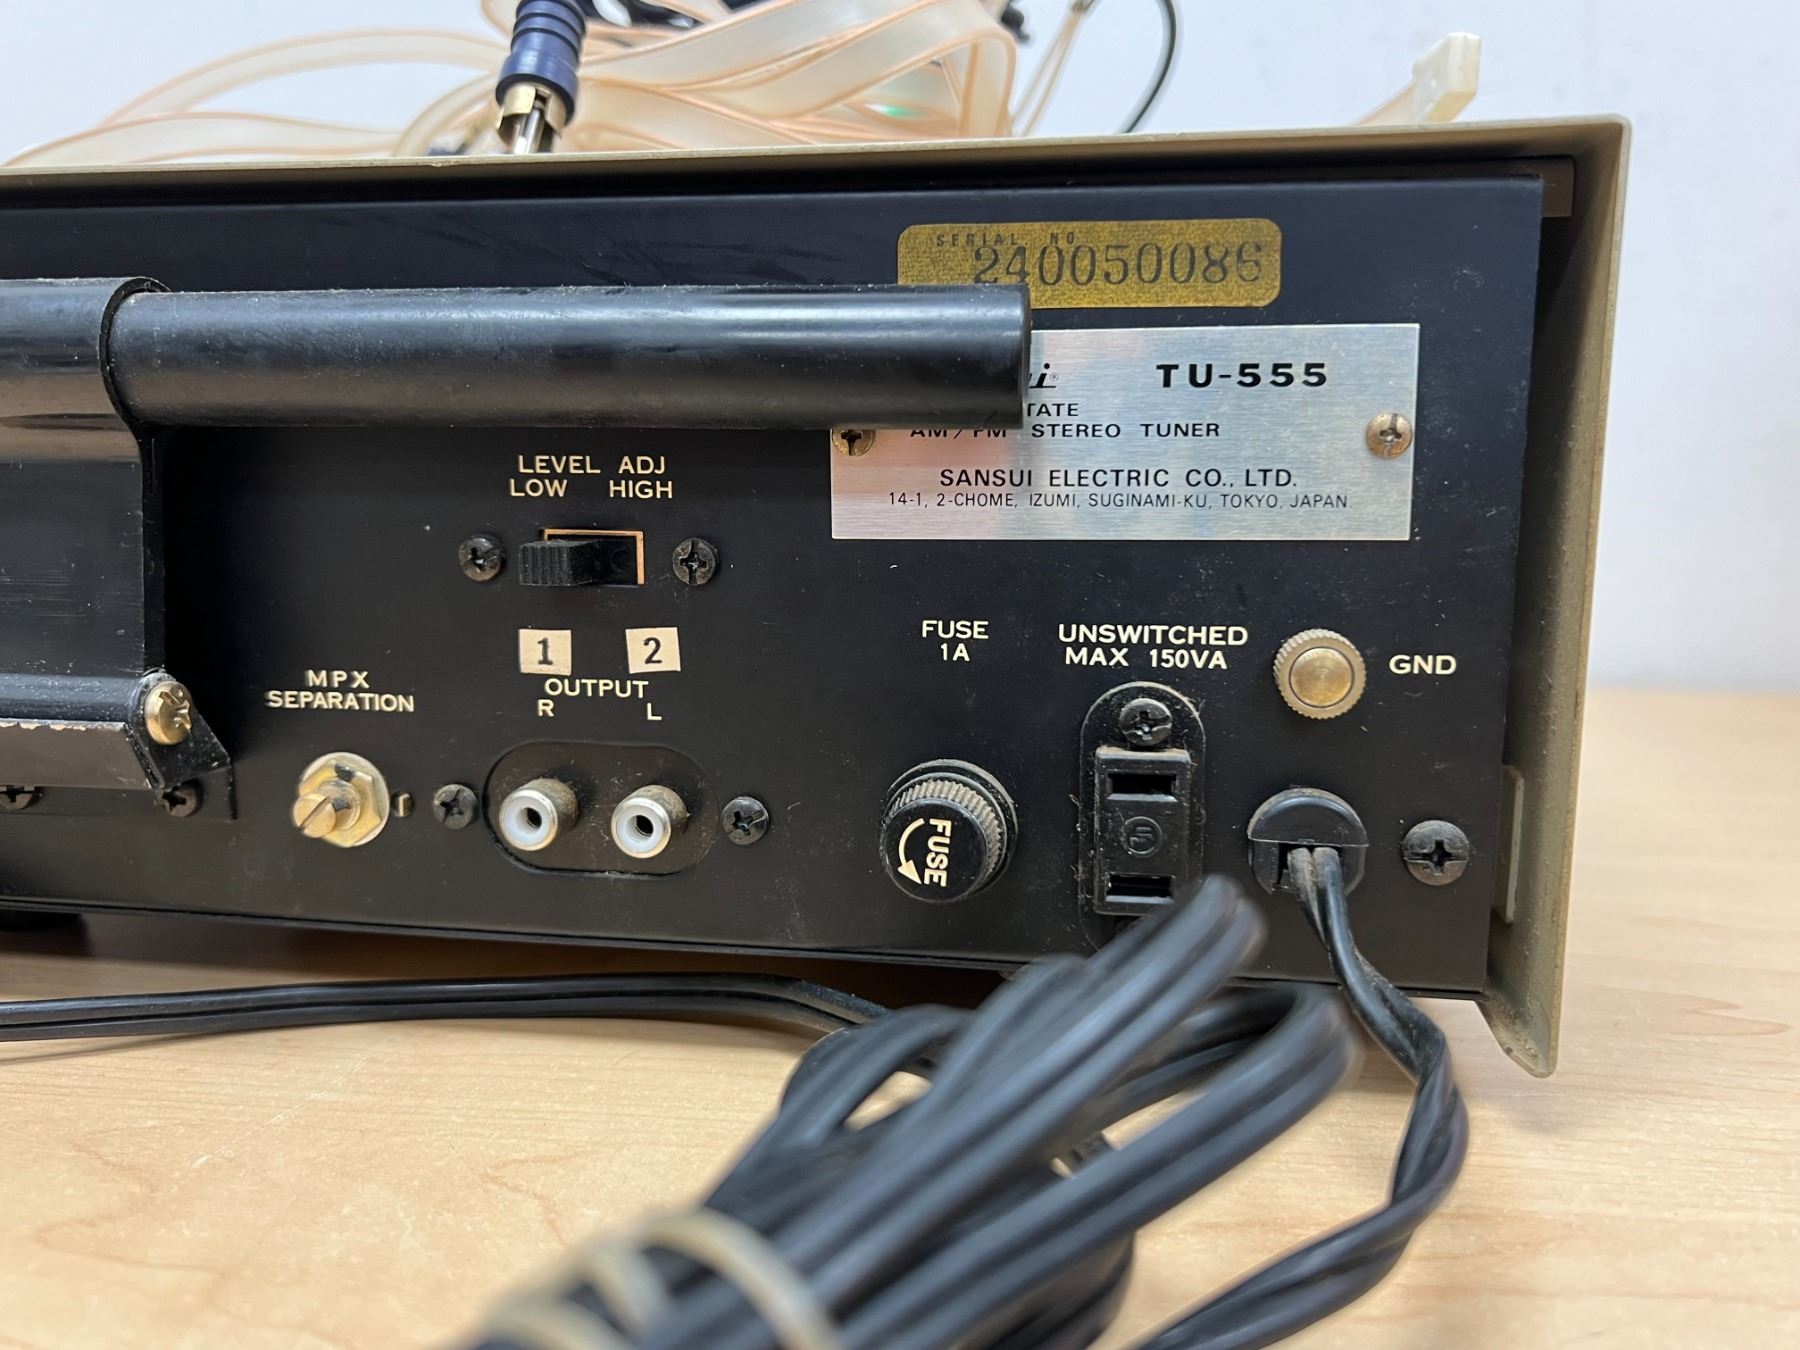 SERIAL NO
240050086
TU-555
TATE
AM/FM STEREO TUNER
SANSUI ELECTRIC CO., LTD.
14-1, 2-CHOME, IZUMI, SUGINAMI-KU, TOKYO, JAPAN
LEVEL ADJ
LOW HIGH
1 2
OUTPUT
R L
MPX
SEPARATION
FUSE
1A
FUSE
UNSWITCHED
MAX 150VA
GND